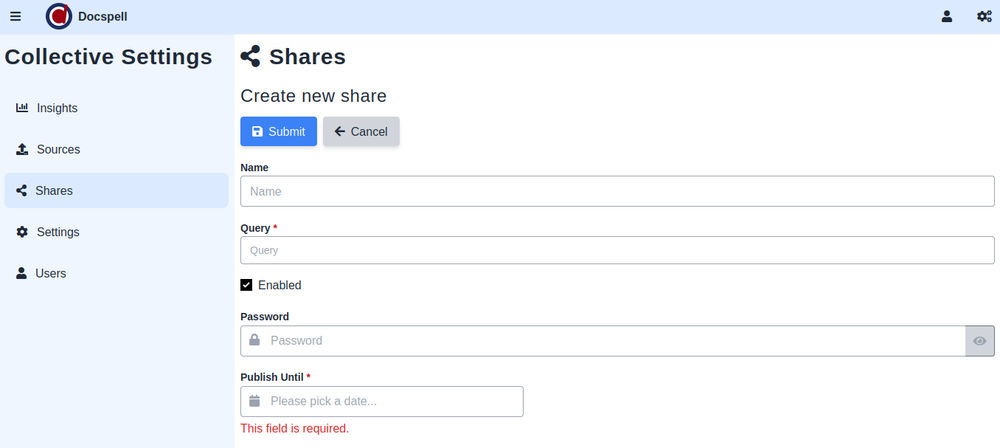 Docspell
Collective Settings
Insights
Sources
Shares
Settings
Users
Shares
Create new share
Submit
Cancel
Name
Name
Query *
Query
Enabled
Password
Password
Publish Until *
Please pick a date...
This field is required.